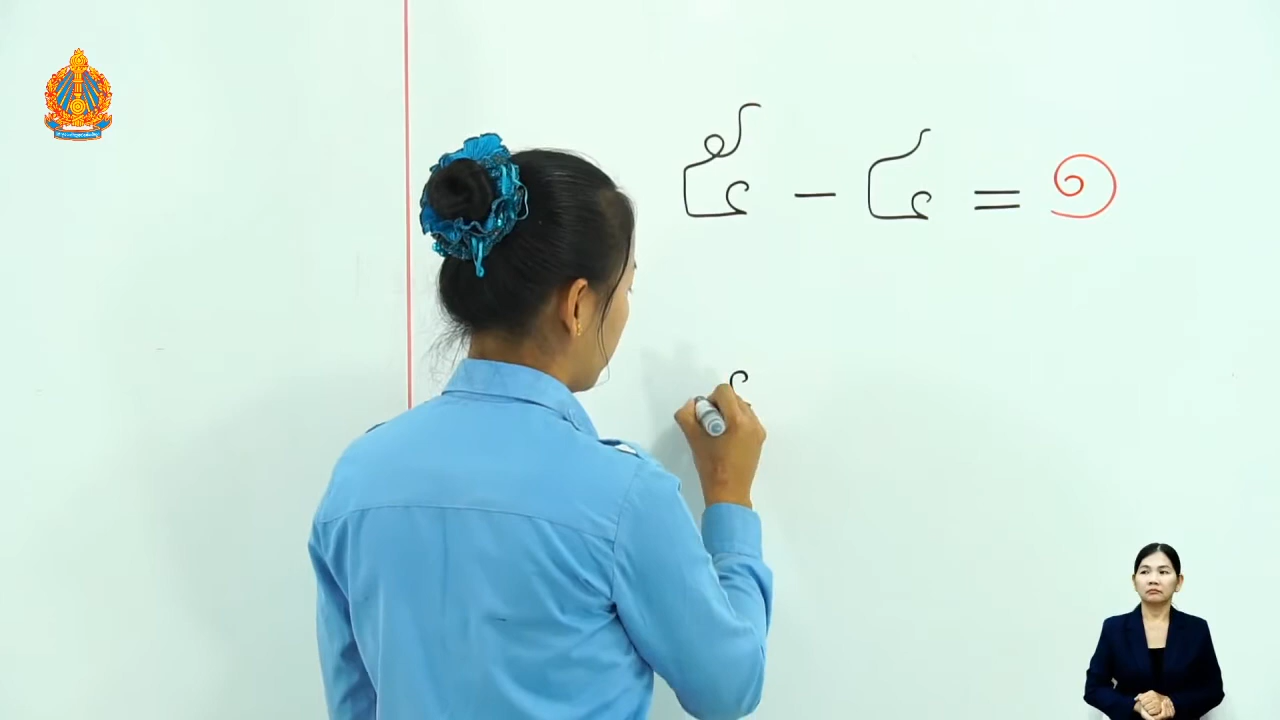 ៥ - ៤ = ១